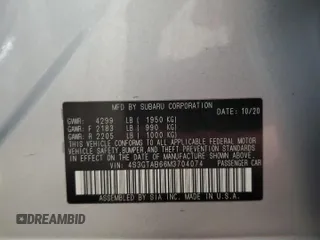 MFD BY SUBARU CORPORATION
10/20
GVWR: 4299 LB ( 1950 KG)
GAWR: F 2183 LB ( 990 KG)
GAWR: R 2205 LB ( 1000 KG)
THIS VEHICLE CONFORMS TO ALL APPLICABLE FEDERAL MOTOR
VEHICLE SAFETY, BUMPER, AND THEFT PREVENTION STANDARDS
IN EFFECT ON THE DATE OF MANUFACTURE SHOWN ABOVE.
VIN: 4S3GTAB66M3704074 PASSENGER CAR
ASSEMBLED BY SIA INC. MADE IN U.S.A.
DREAMBID